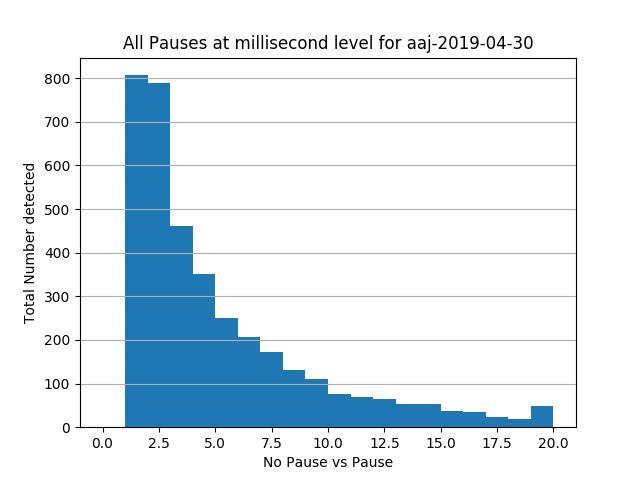 All Pauses at millisecond level for aaj-2019-04-30
Total Number detected
800
700
600
500
400
300
200
100
0
0.0 2.5 5.0 7.5 10.0 12.5 15.0 17.5 20.0
No Pause vs Pause